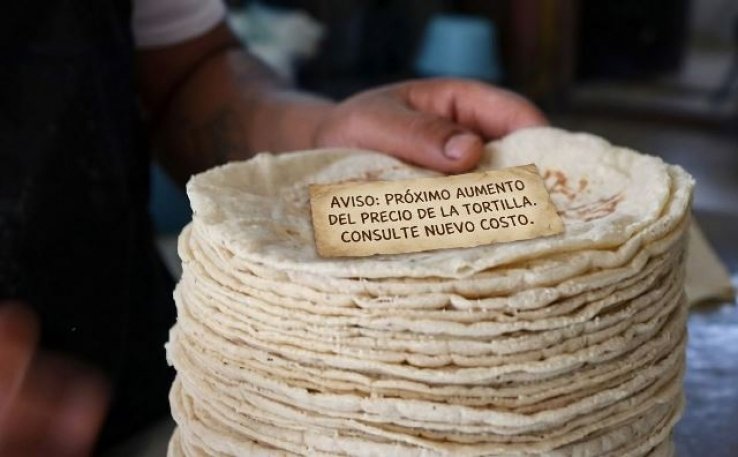 AVISO: PRÓXIMO AUMENTO
DEL PRECIO DE LA TORTILLA.
CONSULTE NUEVO COSTO.